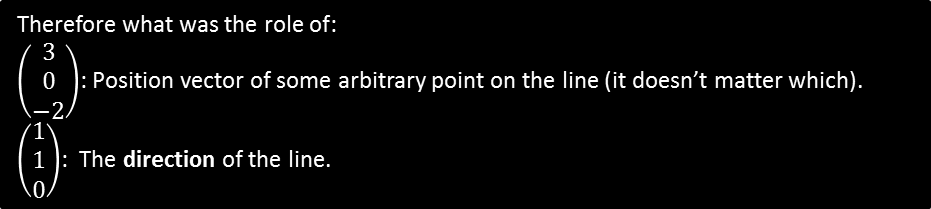 Therefore what was the role of:
(3
0
−2): Position vector of some arbitrary point on the line (it doesn’t matter which).
(1
1
0): The direction of the line.